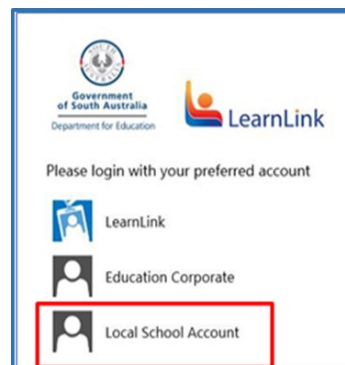 SOUTH
AUSTRALIA
Government
of South Australia
Department for Education
LearnLink
Please login with your preferred account
LearnLink
Education Corporate
Local School Account